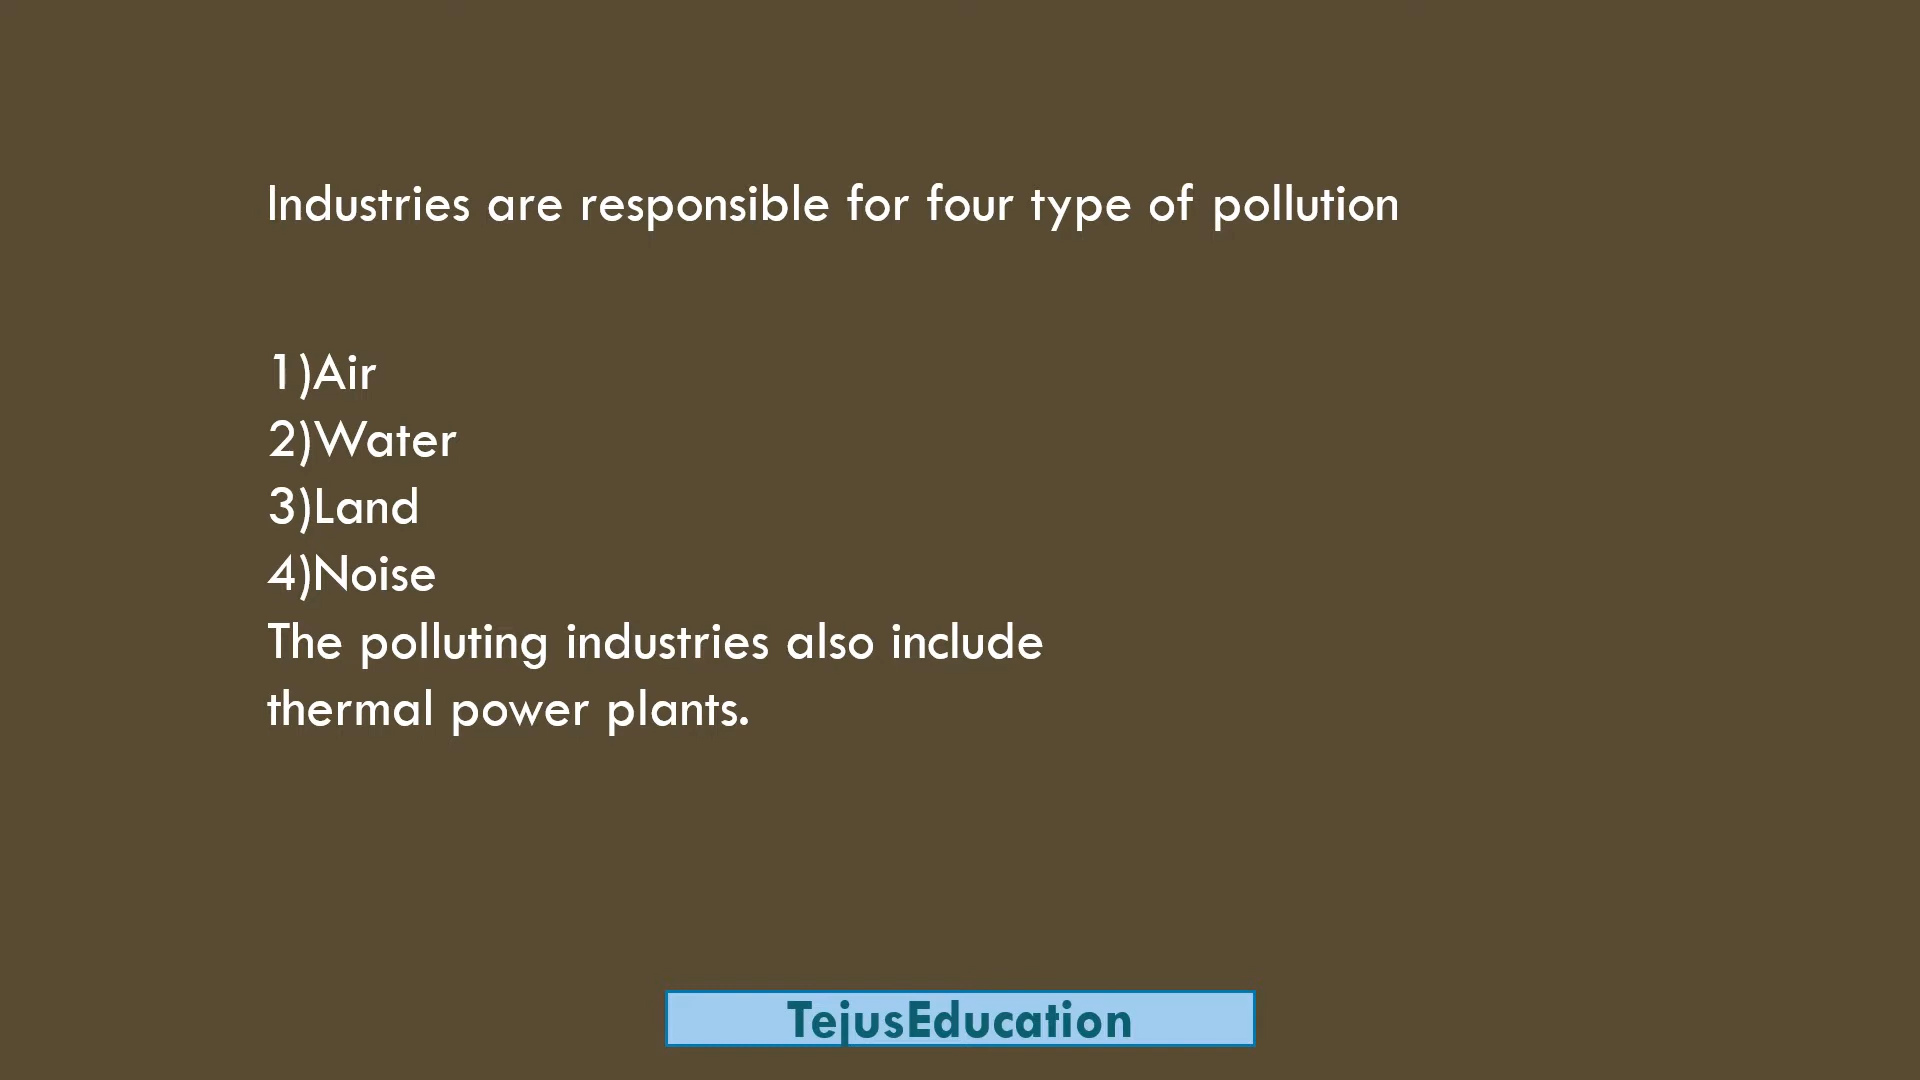 Industries are responsible for four type of pollution
1)Air
2)Water
3)Land
4)Noise
The polluting industries also include
thermal power plants.
TejusEducation